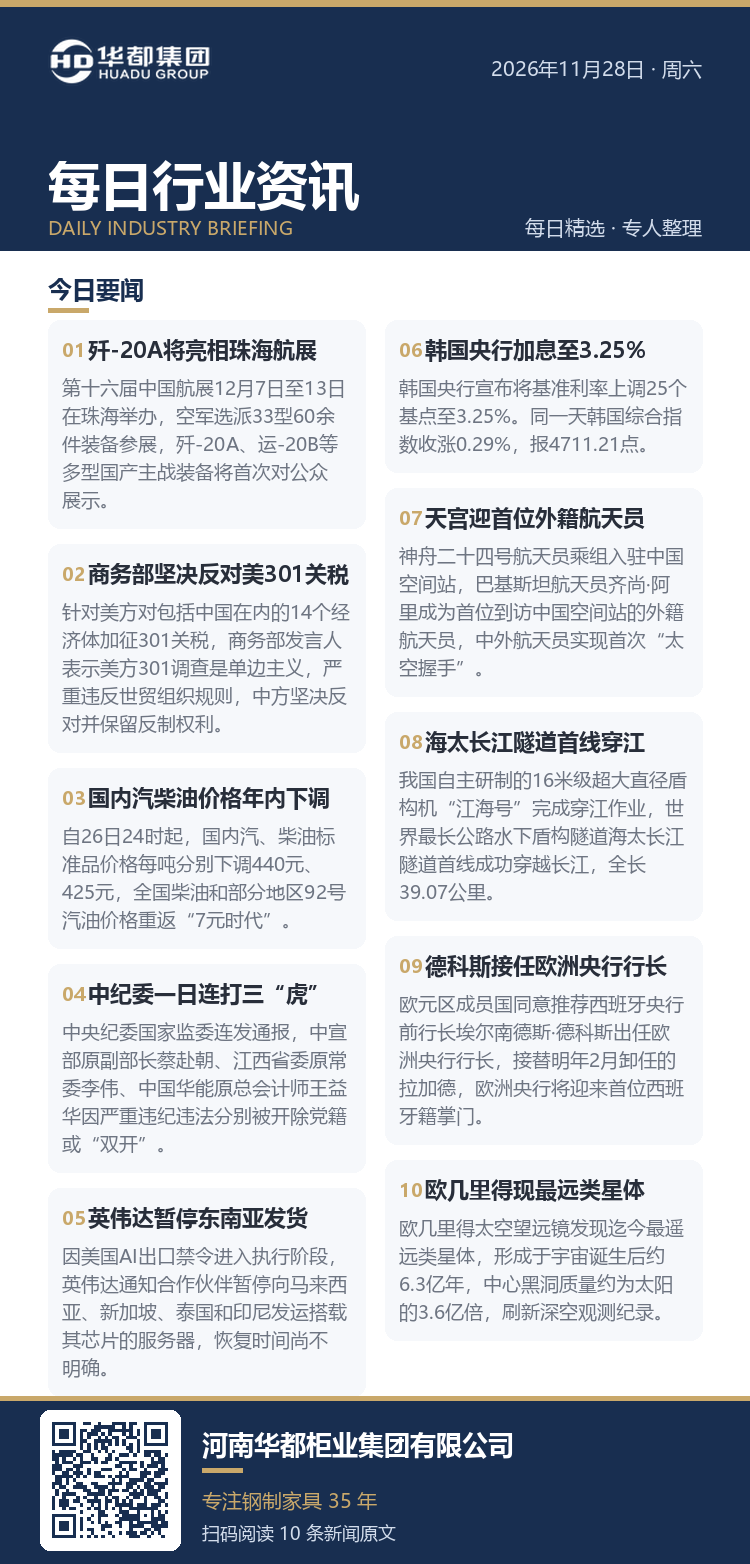 HD 华都集团
HUADU GROUP
2026年11月28日 · 周六
每日行业资讯
DAILY INDUSTRY BRIEFING
每日精选 · 专人整理
今日要闻
01 歼-20A将亮相珠海航展
第十六届中国航展12月7日至13日
在珠海举办，空军选派33型60余
件装备参展，歼-20A、运-20B等
多型国产主战装备将首次对公众
展示。
02 商务部坚决反对美301关税
针对美方对包括中国在内的14个经
济体加征301关税，商务部发言人
表示美方301调查是单边主义，严
重违反世贸组织规则，中方坚决反
对并保留反制权利。
03 国内汽柴油价格年内下调
自26日24时起，国内汽、柴油标
准品价格每吨分别下调440元、
425元，全国柴油和部分地区92号
汽油价格重返“7元时代”。
04 中纪委一日连打三“虎”
中央纪委国家监委连发通报，中宣
部原副部长蔡赴朝、江西省委原常
委李伟、中国华能原总会计师王益
华因严重违纪违法分别被开除党籍
或“双开”。
05 英伟达暂停东南亚发货
因美国AI出口禁令进入执行阶段，
英伟达通知合作伙伴暂停向马来西
亚、新加坡、泰国和印尼发运搭载
其芯片的服务器，恢复时间尚不
明确。
06 韩国央行加息至3.25%
韩国央行宣布将基准利率上调25个
基点至3.25%。同一天韩国综合指
数收涨0.29%，报4711.21点。
07 天宫迎首位外籍航天员
神舟二十四号航天员乘组入驻中国
空间站，巴基斯坦航天员齐尚·阿
里成为首位到访中国空间站的外籍
航天员，中外航天员实现首次“太
空握手”。
08 海太长江隧道首线穿江
我国自主研制的16米级超大直径盾
构机“江海号”完成穿江作业，世
界最长公路水下盾构隧道海太长江
隧道首线成功穿越长江，全长
39.07公里。
09 德科斯接任欧洲央行行长
欧元区成员国同意推荐西班牙央行
前行长埃尔南德斯·德科斯出任欧
洲央行行长，接替明年2月卸任的
拉加德，欧洲央行将迎来首位西班
牙籍掌门。
10 欧几里得现最远类星体
欧几里得太空望远镜发现迄今最遥
远类星体，形成于宇宙诞生后约
6.3亿年，中心黑洞质量约为太阳
的3.6亿倍，刷新深空观测纪录。
河南华都柜业集团有限公司
专注钢制家具 35 年
扫码阅读 10 条新闻原文